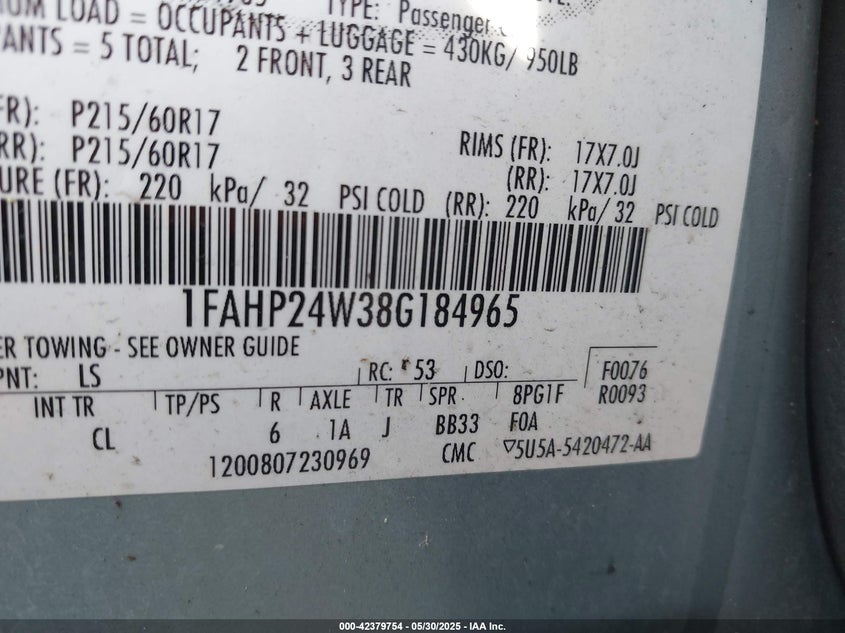 TYPE: Passenger
LOAD = OCCUPANTS + LUGGAGE = 430KG/ 950LB
= 5 TOTAL; 2 FRONT, 3 REAR
FR): P215/60R17
RR): P215/60R17
RIMS (FR): 17X7.0J
(RR): 17X7.0J
URE (FR): 220 kPa/ 32 PSI COLD (RR): 220 kPa/ 32 PSI COLD
1FAHP24W38G184965
ER TOWING - SEE OWNER GUIDE
PNT: LS RC: 53 DSO: F0076
INT TR TP/PS R AXLE TR SPR 8PG1F R0093
CL 6 1A J BB33 F0A
1200807230969 CMC ▽5U5A-5420472-AA
000-42379754 - 05/30/2025 - IAA Inc.